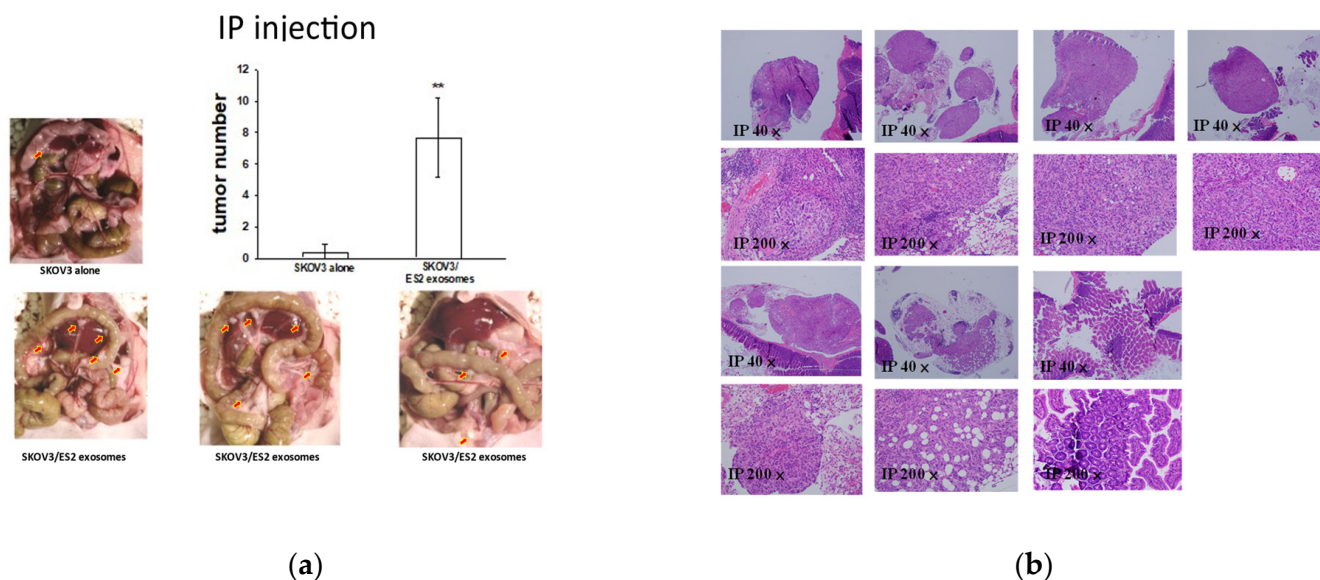 IP injection
tumor number
12
10
8
6
4
2
0
**
SKOV3 alone
SKOV3/
ES2 exosomes
SKOV3 alone
SKOV3/ES2 exosomes
SKOV3/ES2 exosomes
SKOV3/ES2 exosomes
(a)
IP 40 ×
IP 40 ×
IP 40 ×
IP 40 ×
IP 200 ×
IP 200 ×
IP 200 ×
IP 200 ×
IP 40 ×
IP 40 ×
IP 40 ×
IP 200 ×
IP 200 ×
IP 200 ×
(b)